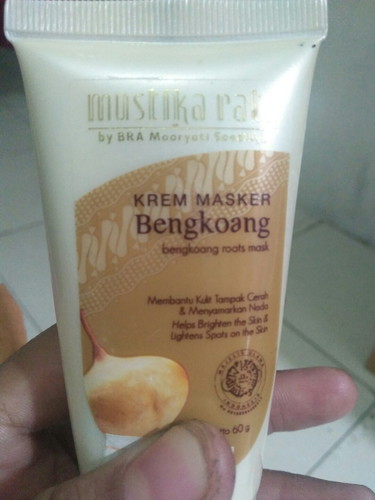 mustika rat
by BRA Mooryati Soed
KREM MASKER
Bengkoang
bengkoang roots mask
Membantu Kulit Tampak Cerah
& Menyamarkan Noda
Helps Brighten the Skin &
Lightens Spots on the Skin
60 g